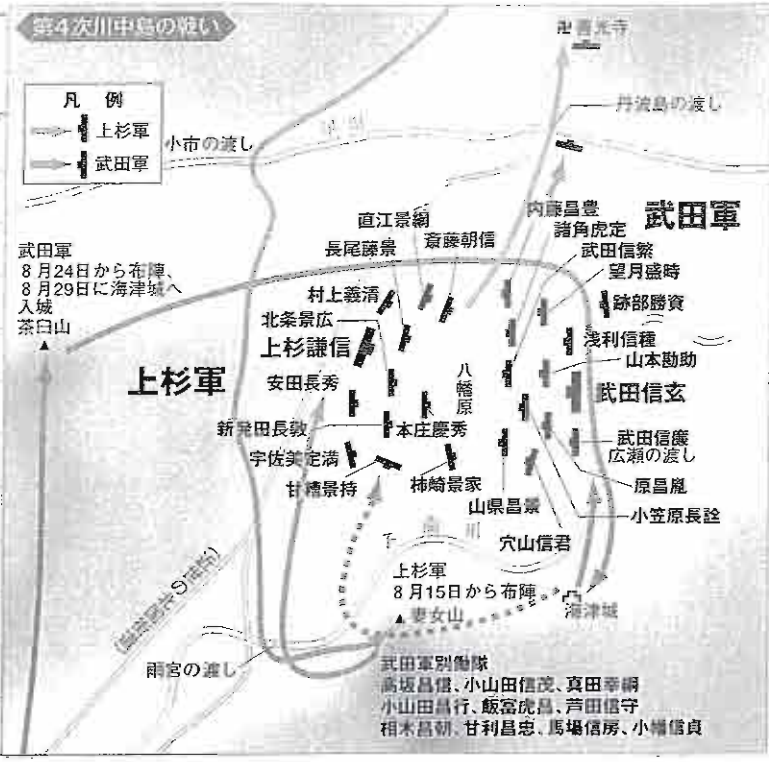 第4次川中島の戦い
凡例
上杉軍
武田軍
卍善光寺
丹波島の渡し
小市の渡し
武田軍
内藤昌豊
諸角虎定
武田信繁
望月盛時
跡部勝資
浅利信種
山本勘助
武田信玄
武田信廉
広瀬の渡し
原昌胤
小笠原長詮
穴山信君
山県昌景
直江景綱
斎藤朝信
長尾藤景
村上義清
北条景広
上杉謙信
安田長秀
新発田長敦
本庄慶秀
宇佐美定満
甘糟景持
柿崎景家
八幡原
上杉軍
武田軍
8月24日から布陣、
8月29日に海津城へ
入城
茶臼山
千曲川
上杉軍
8月15日から布陣
妻女山
海津城
雨宮の渡し
武田軍別働隊
高坂昌信、小山田信茂、真田幸綱
小山田昌行、飯富虎昌、芦田信守
相木昌朝、甘利昌忠、馬場信房、小幡信貞